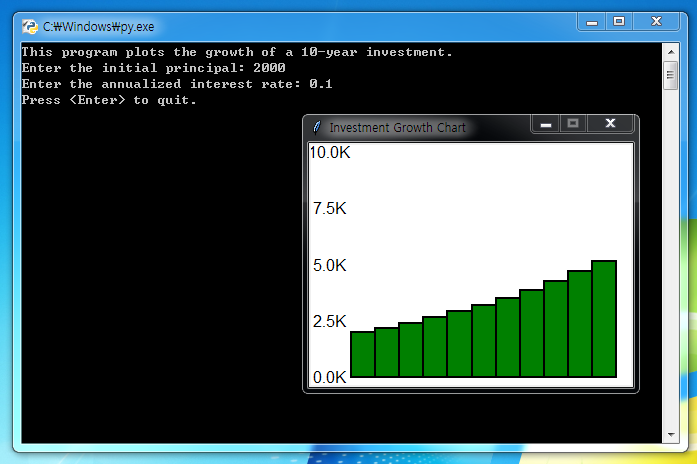 C:₩Windows₩py.exe
This program plots the growth of a 10-year investment.
Enter the initial principal: 2000
Enter the annualized interest rate: 0.1
Press <Enter> to quit.
Investment Growth Chart
10.0K
7.5K
5.0K
2.5K
0.0K